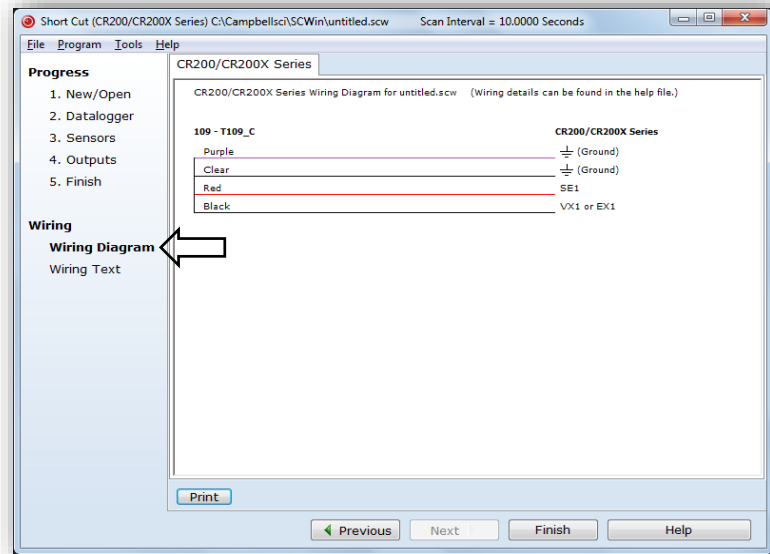 Short Cut (CR200/CR200X Series) C:\Campbellsci\SCWin\untitled.scw Scan Interval = 10.0000 Seconds
File Program Tools Help
Progress
1. New/Open
2. Datalogger
3. Sensors
4. Outputs
5. Finish
Wiring
Wiring Diagram
Wiring Text
CR200/CR200X Series
CR200/CR200X Series Wiring Diagram for untitled.scw (Wiring details can be found in the help file.)
109 - T109_C CR200/CR200X Series
Purple (Ground)
Clear (Ground)
Red SE1
Black VX1 or EX1
Print
Previous Next Finish Help